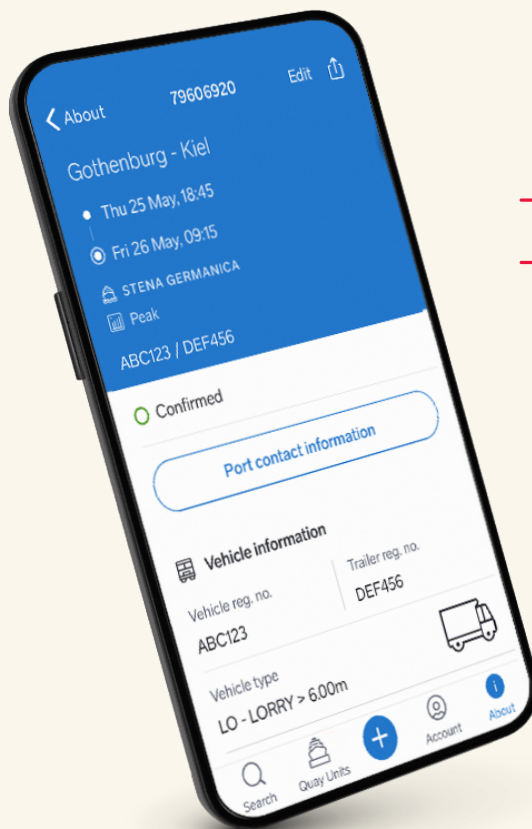 About 79606920 Edit
Gothenburg - Kiel
Thu 25 May, 18:45
Fri 26 May, 09:15
STENA GERMANICA
Peak
ABC123 / DEF456
Confirmed
Port contact information
Vehicle information
Vehicle reg. no. Trailer reg. no.
ABC123 DEF456
Vehicle type
LO - LORRY > 6.00m
Search Quay Units Account About